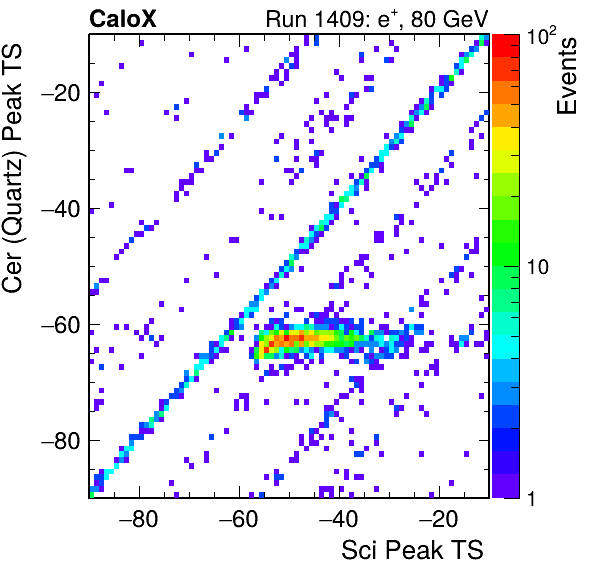 CaloX Run 1409: e⁺, 80 GeV
10²
10
1
Events
Cer (Quartz) Peak TS
−20
−40
−60
−80
−80 −60 −40 −20
Sci Peak TS